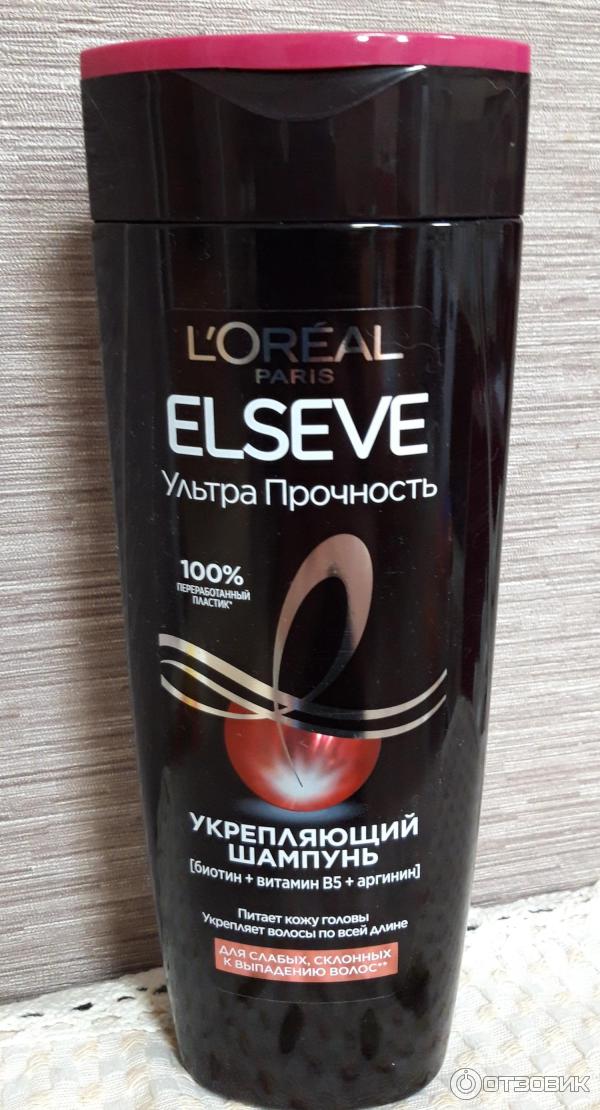 L'ORÉAL
PARIS
ELSEVE
Ультра Прочность
100%
ПЕРЕРАБОТАННЫЙ
ПЛАСТИК*
УКРЕПЛЯЮЩИЙ
ШАМПУНЬ
[биотин + витамин В5 + аргинин]
Питает кожу головы
Укрепляет волосы по всей длине
ДЛЯ СЛАБЫХ, СКЛОННЫХ
К ВЫПАДЕНИЮ ВОЛОС**
ОТЗОВИК